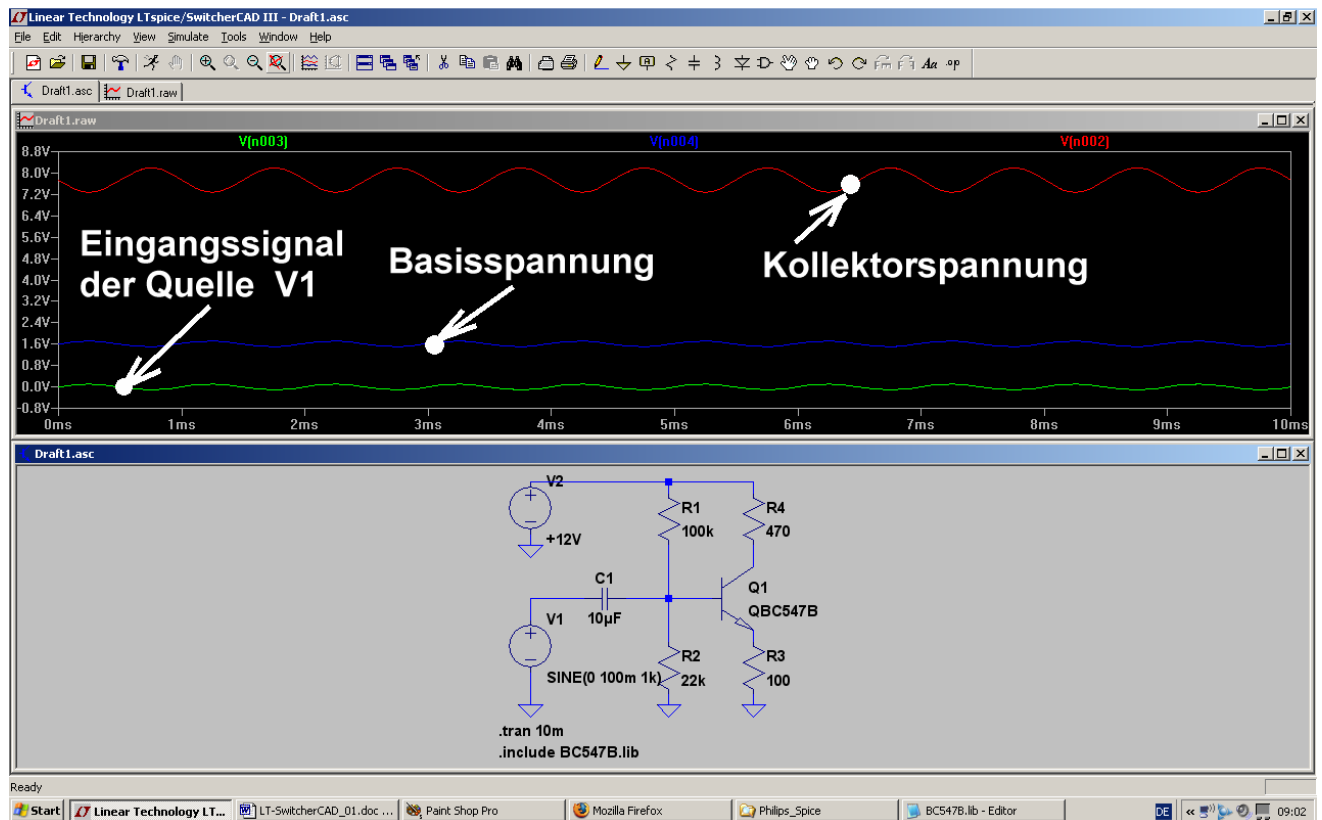 Linear Technology LTspice/SwitcherCAD III - Draft1.asc
File Edit Hierarchy View Simulate Tools Window Help
Aa .op
Draft1.asc Draft1.raw
Draft1.raw
V(n003) V(n004) V(n002)
8.8V
8.0V
7.2V
6.4V
5.6V
4.8V
4.0V
3.2V
2.4V
1.6V
0.8V
0.0V
-0.8V
Eingangssignal
der Quelle V1
Basisspannung
Kollektorspannung
0ms 1ms 2ms 3ms 4ms 5ms 6ms 7ms 8ms 9ms 10ms
Draft1.asc
V2
+12V
R1
100k
R4
470
C1
10µF
Q1
QBC547B
V1
SINE(0 100m 1k)
R2
22k
R3
100
.tran 10m
.include BC547B.lib
Ready
Start Linear Technology LT... LT-SwitcherCAD_01.doc ... Paint Shop Pro Mozilla Firefox Philips_Spice BC547B.lib - Editor DE 09:02